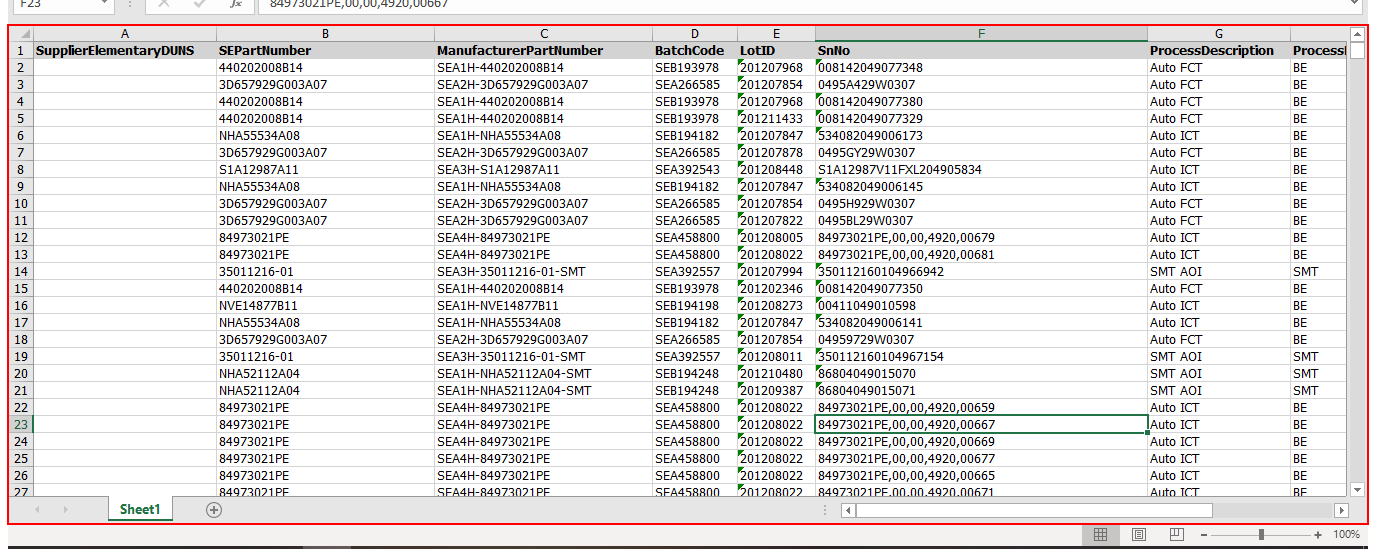 F23 fx 84973021PE,00,00,4920,00667
A B C D E F G
1 SupplierElementaryDUNS SEPartNumber ManufacturerPartNumber BatchCode LotID SnNo ProcessDescription Process
2 440202008B14 SEA1H-440202008B14 SEB193978 201207968 008142049077348 Auto FCT BE
3 3D657929G003A07 SEA2H-3D657929G003A07 SEA266585 201207854 0495A429W0307 Auto FCT BE
4 440202008B14 SEA1H-440202008B14 SEB193978 201207968 008142049077380 Auto FCT BE
5 440202008B14 SEA1H-440202008B14 SEB193978 201211433 008142049077329 Auto FCT BE
6 NHA55534A08 SEA1H-NHA55534A08 SEB194182 201207847 534082049006173 Auto ICT BE
7 3D657929G003A07 SEA2H-3D657929G003A07 SEA266585 201207878 0495GY29W0307 Auto FCT BE
8 S1A12987A11 SEA3H-S1A12987A11 SEA392543 201208448 S1A12987V11FXL204905834 Auto ICT BE
9 NHA55534A08 SEA1H-NHA55534A08 SEB194182 201207847 534082049006145 Auto ICT BE
10 3D657929G003A07 SEA2H-3D657929G003A07 SEA266585 201207854 0495H929W0307 Auto FCT BE
11 3D657929G003A07 SEA2H-3D657929G003A07 SEA266585 201207822 0495BL29W0307 Auto FCT BE
12 84973021PE SEA4H-84973021PE SEA458800 201208005 84973021PE,00,00,4920,00679 Auto ICT BE
13 84973021PE SEA4H-84973021PE SEA458800 201208022 84973021PE,00,00,4920,00681 Auto ICT BE
14 35011216-01 SEA3H-35011216-01-SMT SEA392557 201207994 350112160104966942 SMT AOI SMT
15 440202008B14 SEA1H-440202008B14 SEB193978 201202346 008142049077350 Auto FCT BE
16 NVE14877B11 SEA1H-NVE14877B11 SEB194198 201208273 00411049010598 Auto ICT BE
17 NHA55534A08 SEA1H-NHA55534A08 SEB194182 201207847 534082049006141 Auto ICT BE
18 3D657929G003A07 SEA2H-3D657929G003A07 SEA266585 201207854 04959729W0307 Auto FCT BE
19 35011216-01 SEA3H-35011216-01-SMT SEA392557 201208011 350112160104967154 SMT AOI SMT
20 NHA52112A04 SEA1H-NHA52112A04-SMT SEB194248 201210480 86804049015070 SMT AOI SMT
21 NHA52112A04 SEA1H-NHA52112A04-SMT SEB194248 201209387 86804049015071 SMT AOI SMT
22 84973021PE SEA4H-84973021PE SEA458800 201208022 84973021PE,00,00,4920,00659 Auto ICT BE
23 84973021PE SEA4H-84973021PE SEA458800 201208022 84973021PE,00,00,4920,00667 Auto ICT BE
24 84973021PE SEA4H-84973021PE SEA458800 201208022 84973021PE,00,00,4920,00669 Auto ICT BE
25 84973021PE SEA4H-84973021PE SEA458800 201208022 84973021PE,00,00,4920,00677 Auto ICT BE
26 84973021PE SEA4H-84973021PE SEA458800 201208022 84973021PE,00,00,4920,00665 Auto ICT BE
27 84973021PE SEA4H-84973021PE SEA458800 201208022 84973021PE,00,00,4920,00671 Auto ICT BE
Sheet1
100%